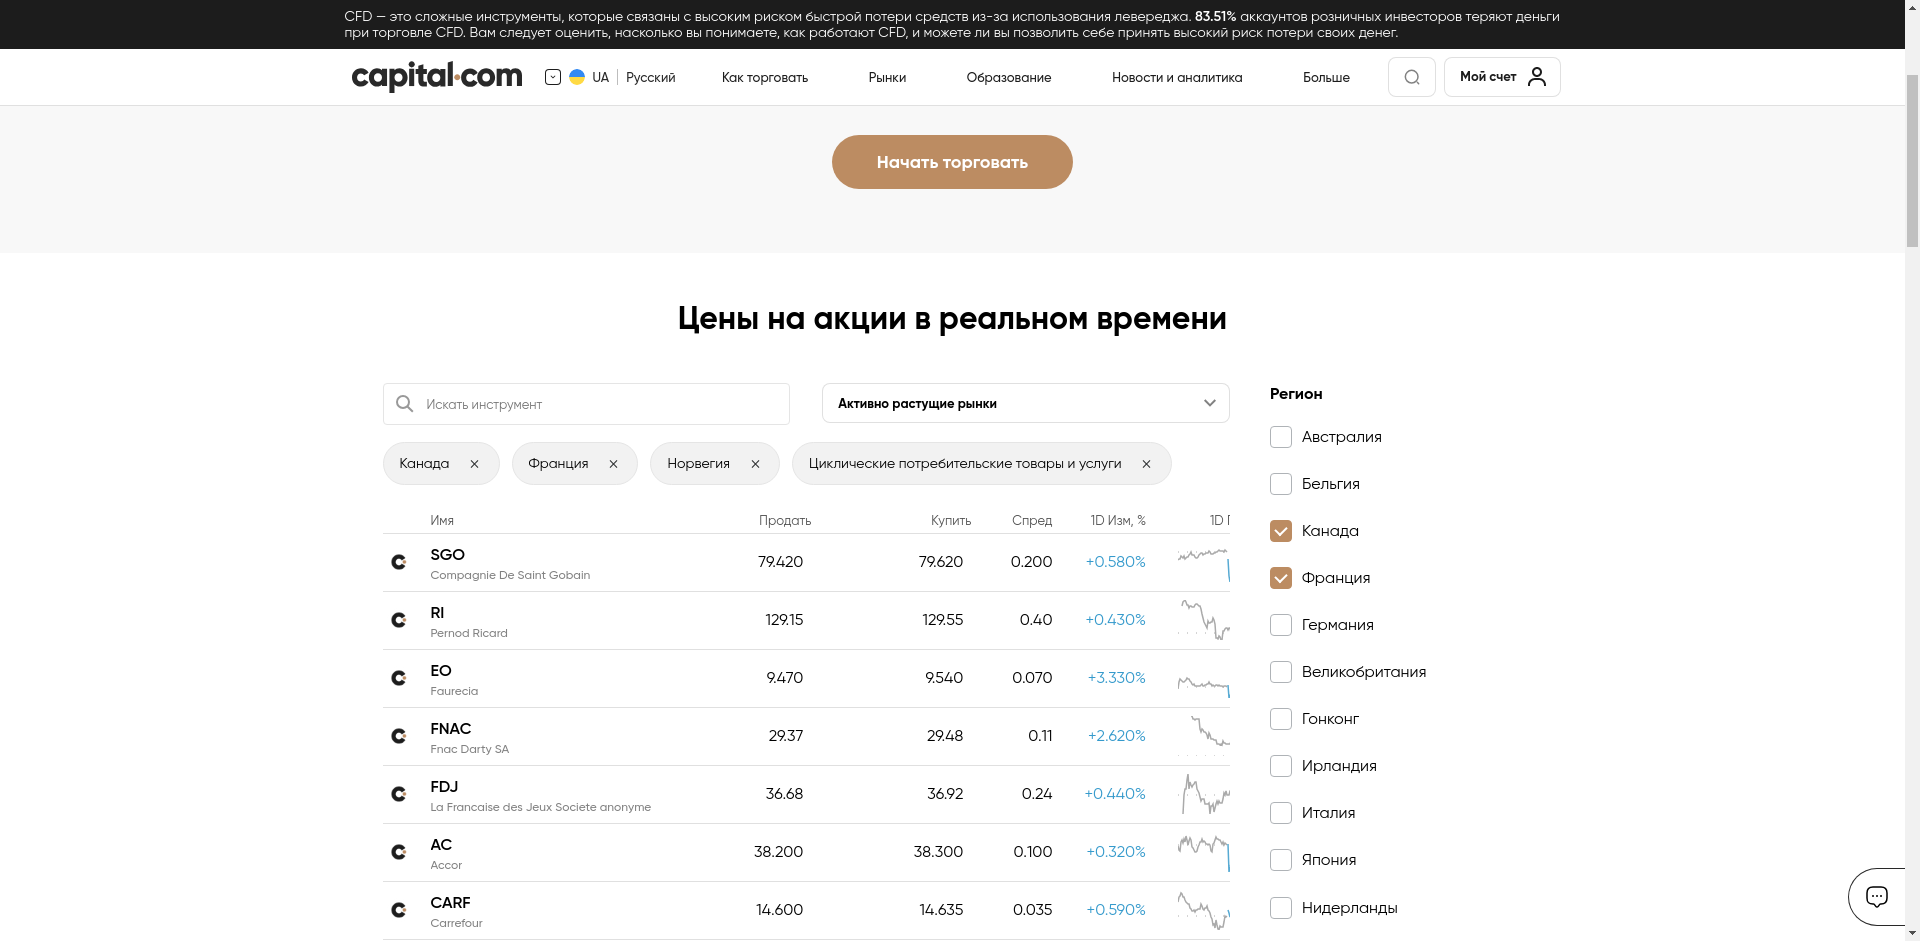 CFD — это сложные инструменты, которые связаны с высоким риском быстрой потери средств из-за использования левереджа. 83.51% аккаунтов розничных инвесторов теряют деньги
при торговле CFD. Вам следует оценить, насколько вы понимаете, как работают CFD, и можете ли вы позволить себе принять высокий риск потери своих денег.
capital.com UA Русский Как торговать Рынки Образование Новости и аналитика Больше Мой счет
Начать торговать
Цены на акции в реальном времени
Искать инструмент
Активно растущие рынки
Канада Франция Норвегия Циклические потребительские товары и услуги
Имя Продать Купить Спред 1D Изм, % 1D
SGO 79.420 79.620 0.200 +0.580%
Compagnie De Saint Gobain
RI 129.15 129.55 0.40 +0.430%
Pernod Ricard
EO 9.470 9.540 0.070 +3.330%
Faurecia
FNAC 29.37 29.48 0.11 +2.620%
Fnac Darty SA
FDJ 36.68 36.92 0.24 +0.440%
La Francaise des Jeux Societe anonyme
AC 38.200 38.300 0.100 +0.320%
Accor
CARF 14.600 14.635 0.035 +0.590%
Carrefour
Регион
Австралия
Бельгия
Канада
Франция
Германия
Великобритания
Гонконг
Ирландия
Италия
Япония
Нидерланды